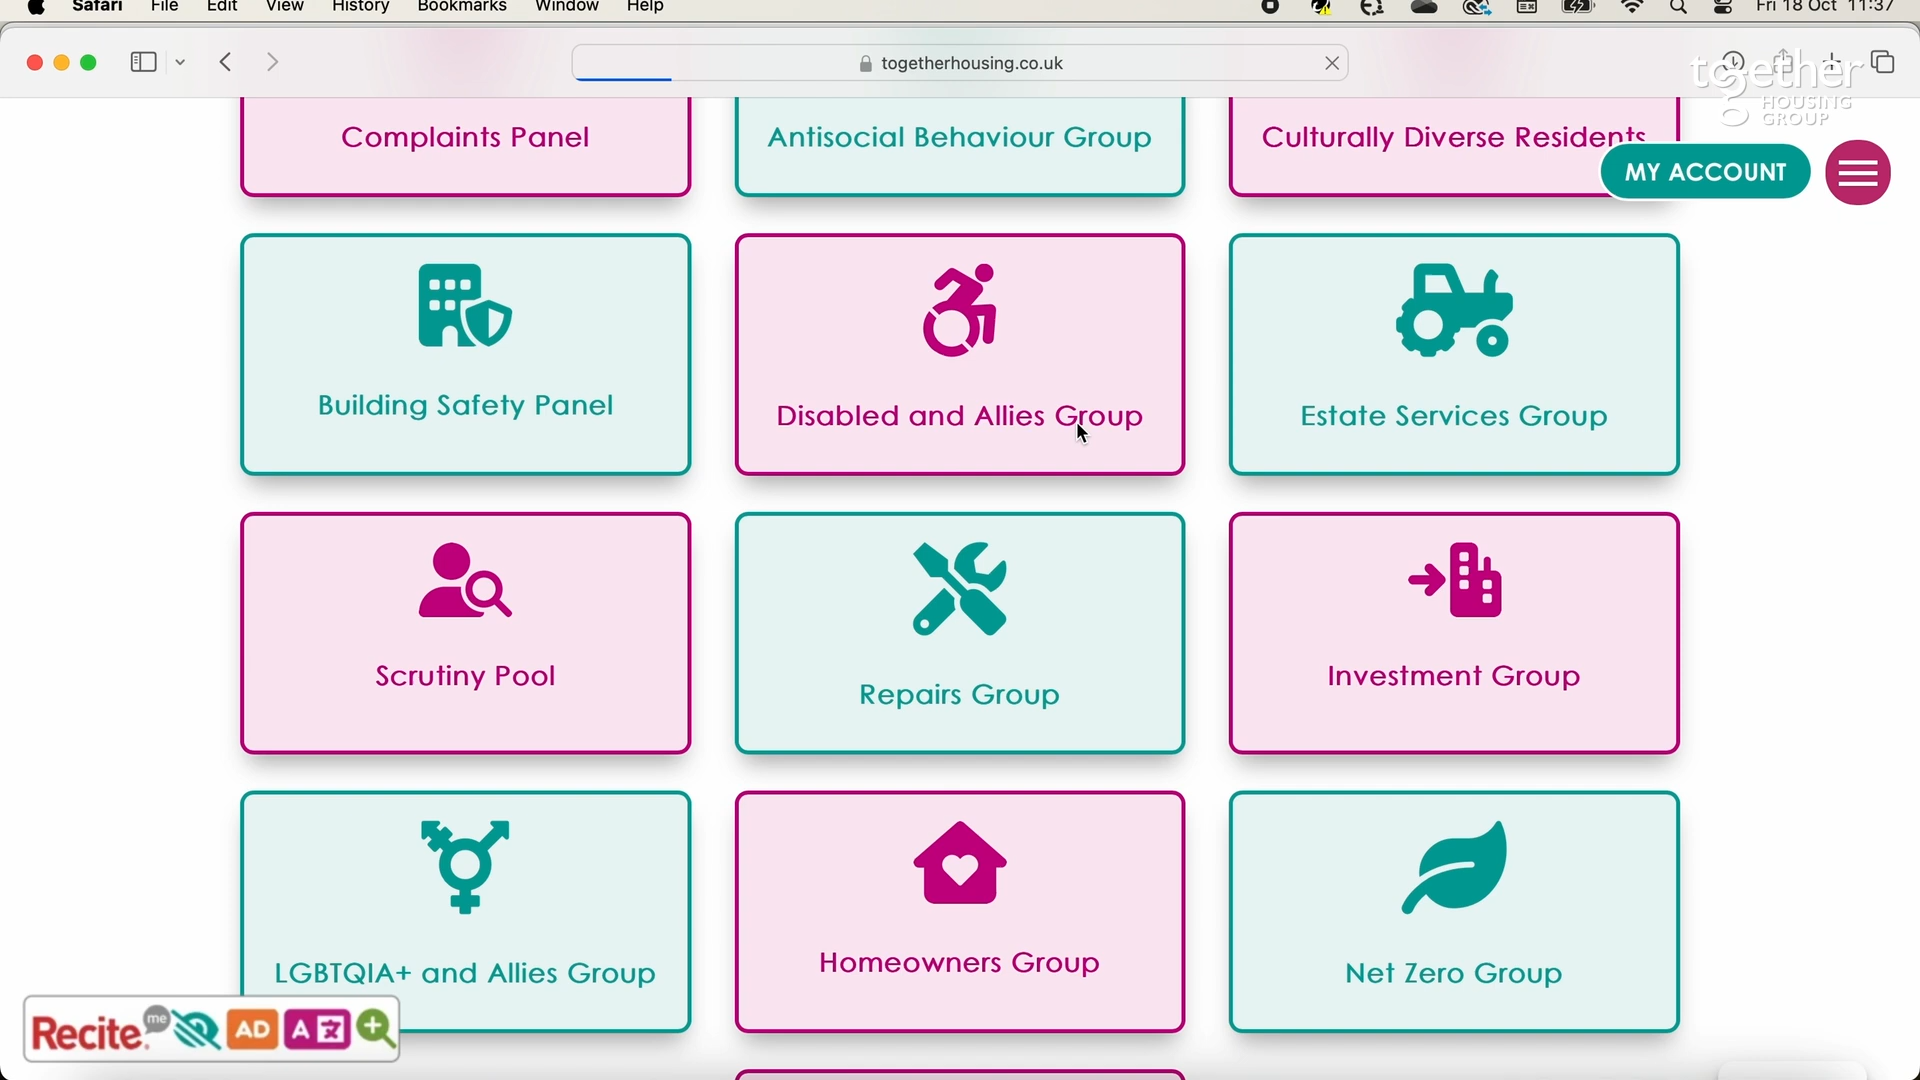 Safari File Edit View History Bookmarks Window Help Fri 18 Oct 11:37
togetherhousing.co.uk
together
HOUSING
GROUP
Complaints Panel
Antisocial Behaviour Group
Culturally Diverse Residents
MY ACCOUNT
Building Safety Panel
Disabled and Allies Group
Estate Services Group
Scrutiny Pool
Repairs Group
Investment Group
LGBTQIA+ and Allies Group
Homeowners Group
Net Zero Group
Recite me AD A 文